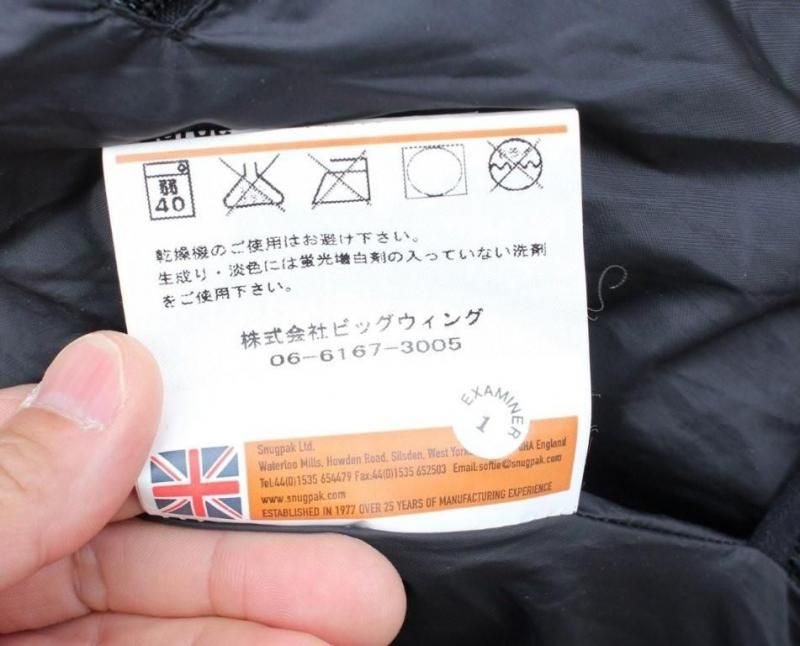 弱
40
乾燥機のご使用はお避け下さい。
生成り・淡色には蛍光増白剤の入っていない洗剤
をご使用下さい。
株式会社ビッグウィング
06-6167-3005
EXAMINER
1
Snugpak Ltd.
Waterloo Mills, Howden Road, Silsden, West England
Tel.44(0)1535 654479 Fax:44(0)1535 652503 Email:softie@snugpak.com
www.snugpak.com
ESTABLISHED IN 1977 OVER 25 YEARS OF MANUFACTURING EXPERIENCE